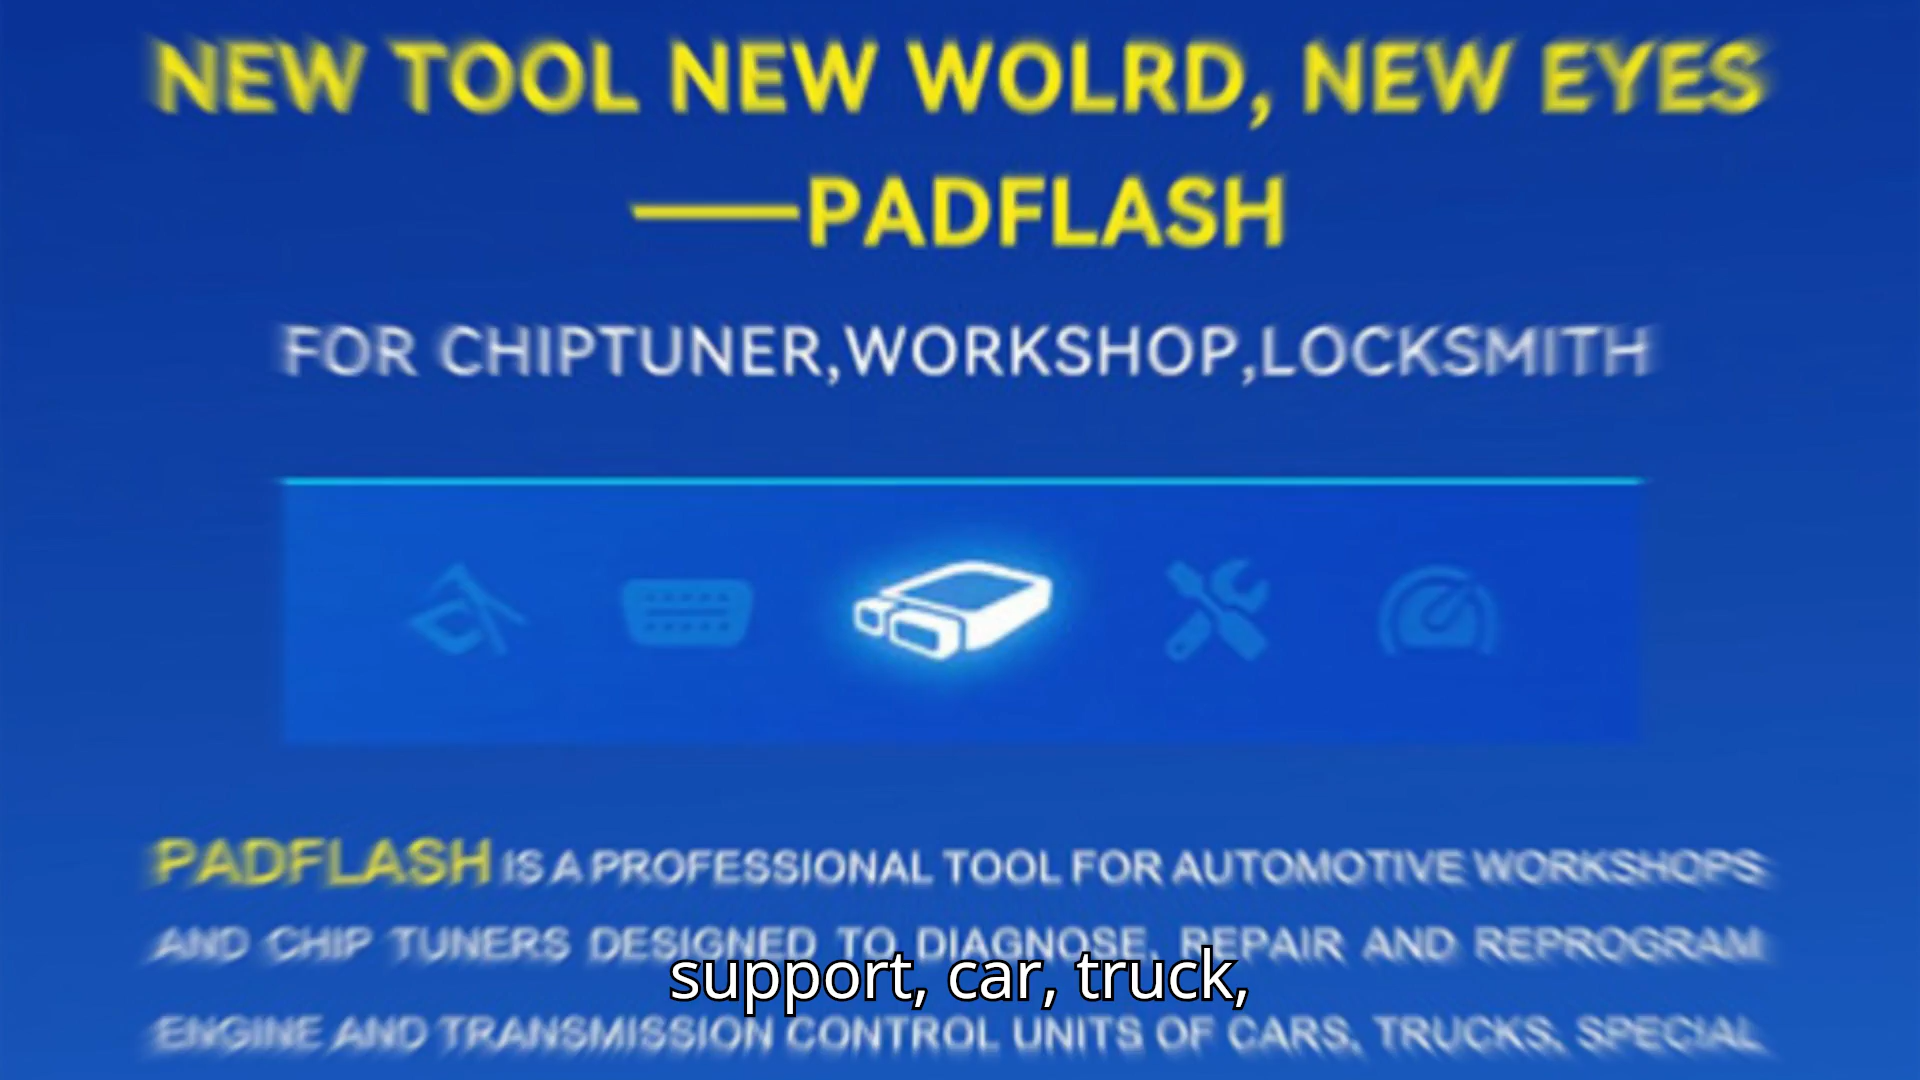 NEW TOOL NEW WOLRD, NEW EYES
——PADFLASH
FOR CHIPTUNER,WORKSHOP,LOCKSMITH
PADFLASH IS A PROFESSIONAL TOOL FOR AUTOMOTIVE WORKSHOPS
AND CHIP TUNERS DESIGNED TO DIAGNOSE, REPAIR AND REPROGRAM
support, car, truck,
ENGINE AND TRANSMISSION CONTROL UNITS OF CARS, TRUCKS, SPECIAL